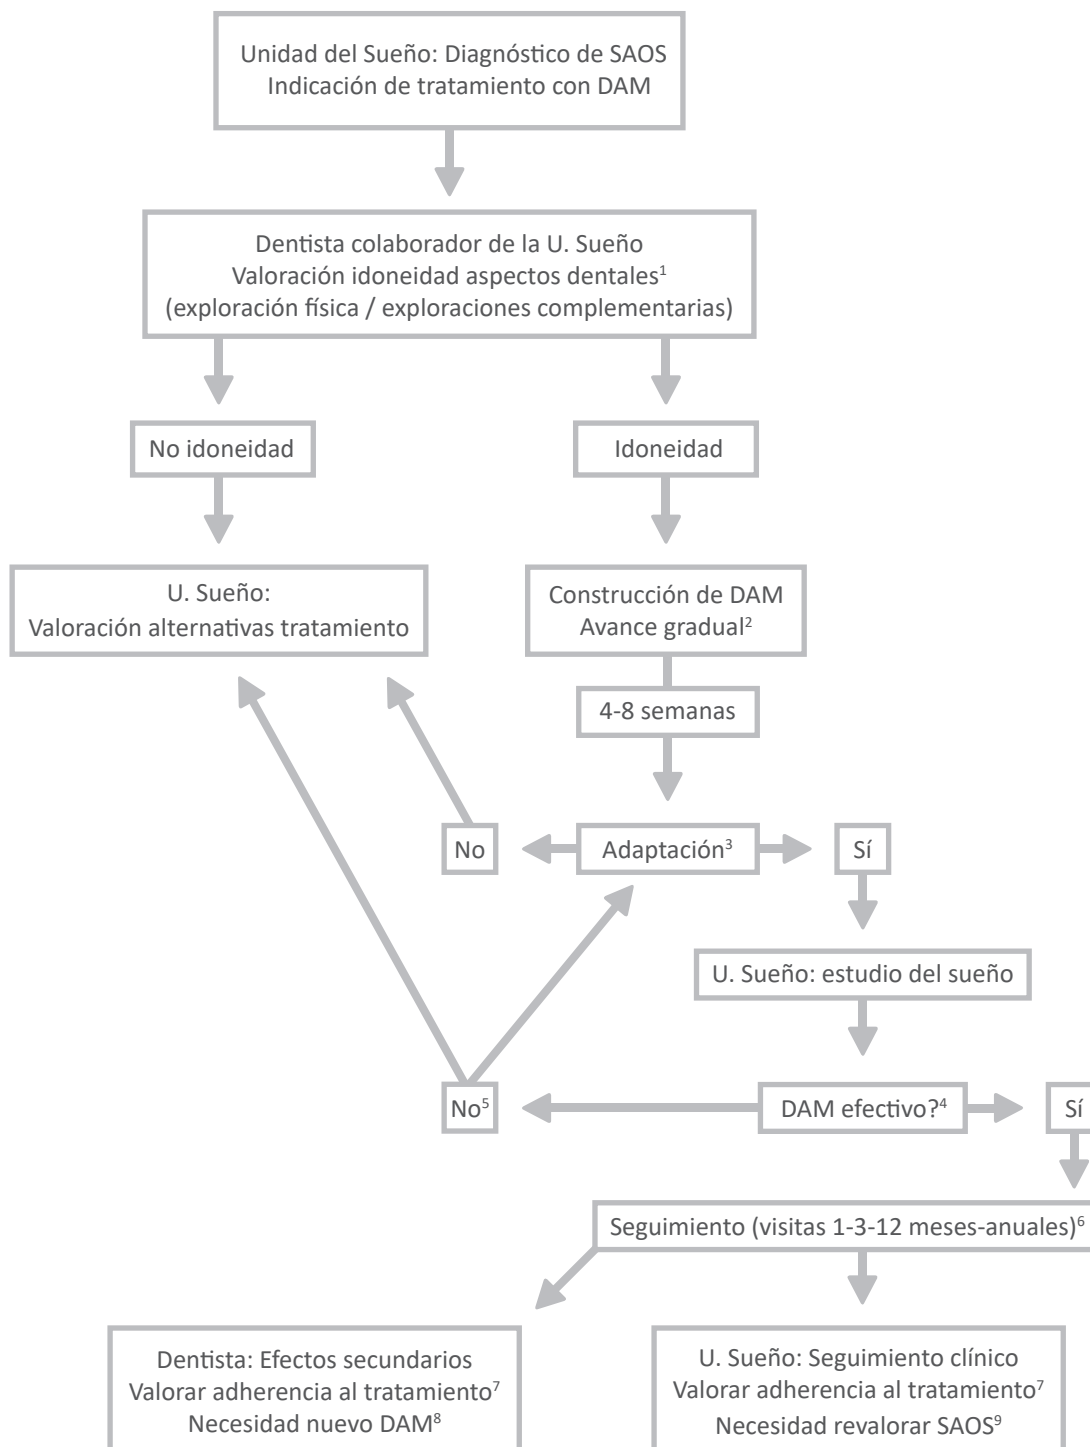 Unidad del Sueño: Diagnóstico de SAOS
Indicación de tratamiento con DAM
Dentista colaborador de la U. Sueño
Valoración idoneidad aspectos dentales¹
(exploración física / exploraciones complementarias)
No idoneidad
Idoneidad
U. Sueño:
Valoración alternativas tratamiento
Construcción de DAM
Avance gradual²
4-8 semanas
No
Adaptación³
Sí
U. Sueño: estudio del sueño
No⁵
DAM efectivo?⁴
Sí
Seguimiento (visitas 1-3-12 meses-anuales)⁶
Dentista: Efectos secundarios
Valorar adherencia al tratamiento⁷
Necesidad nuevo DAM⁸
U. Sueño: Seguimiento clínico
Valorar adherencia al tratamiento⁷
Necesidad revalorar SAOS⁹